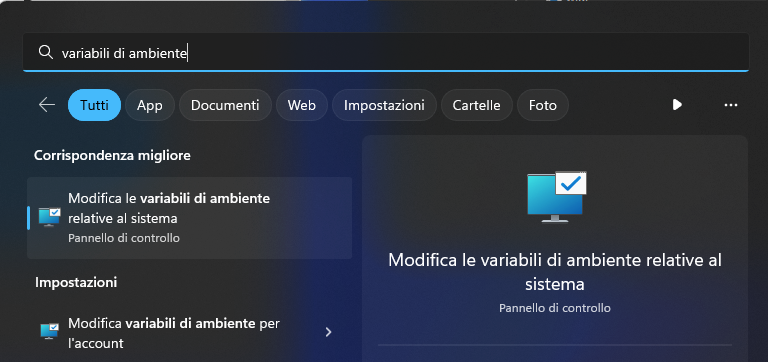 variabili di ambiente
Tutti App Documenti Web Impostazioni Cartelle Foto
Corrispondenza migliore
Modifica le variabili di ambiente
relative al sistema
Pannello di controllo
Impostazioni
Modifica variabili di ambiente per
l'account
Modifica le variabili di ambiente relative al
sistema
Pannello di controllo